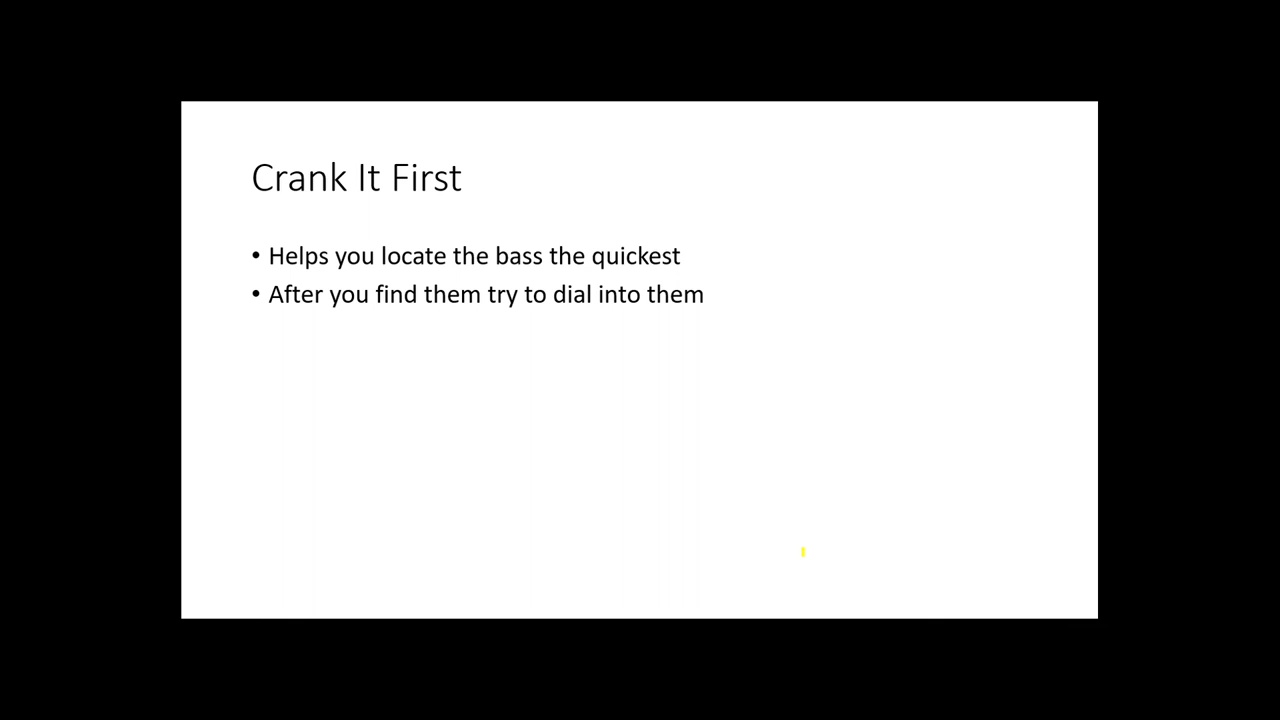 Crank It First
• Helps you locate the bass the quickest
• After you find them try to dial into them